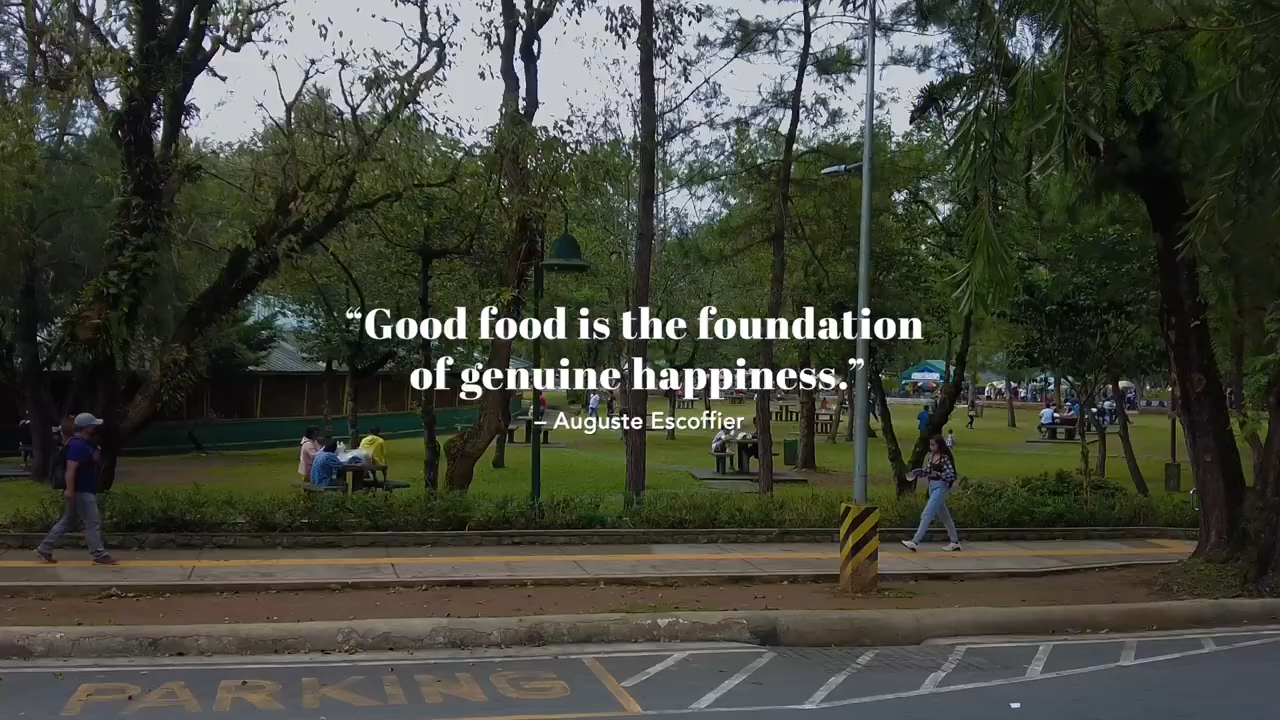 “Good food is the foundation
of genuine happiness.”
– Auguste Escoffier
PARKING